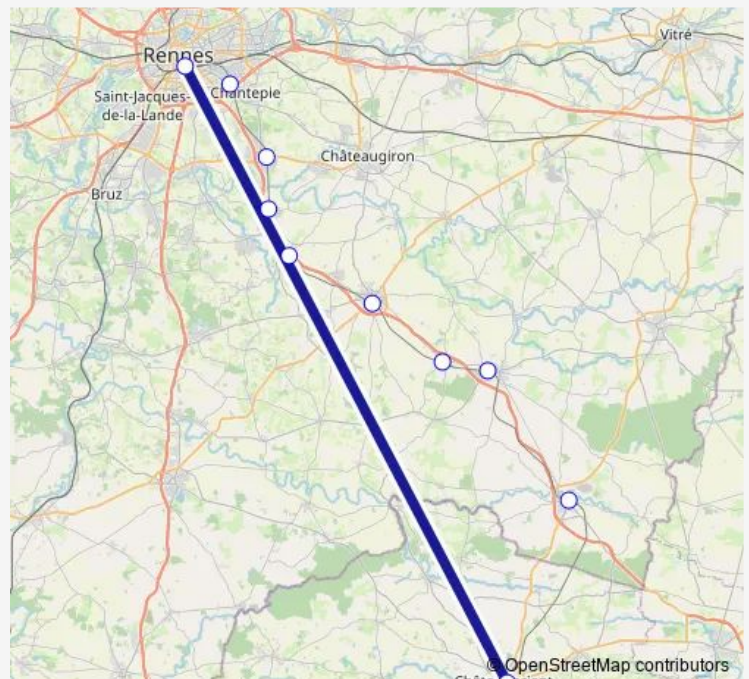 Vitré
Rennes
Chantepie
Saint-Jacques-
de-la-Lande
Châteaugiron
Bruz
© OpenStreetMap contributors